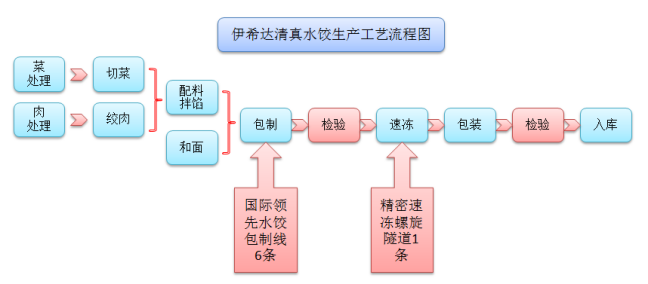 伊希达清真水饺生产工艺流程图
菜
处理
切菜
肉
处理
绞肉
配料
拌馅
和面
包制
检验
速冻
包装
检验
入库
国际领
先水饺
包制线
6条
精密速
冻螺旋
隧道1
条